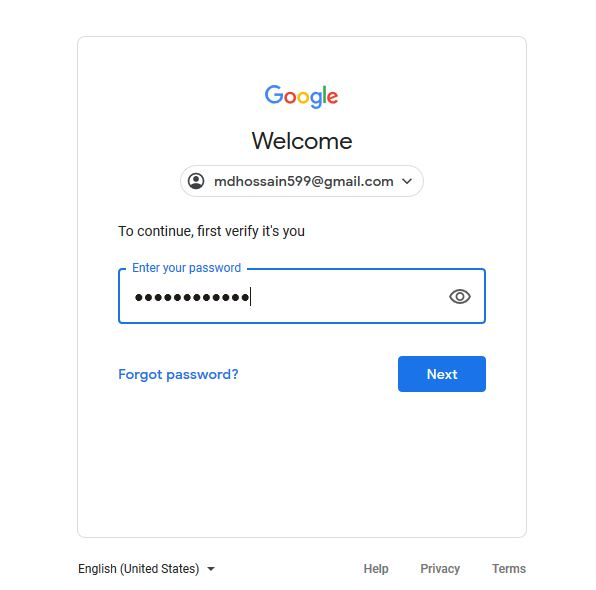 Google
Welcome
mdhossain599@gmail.com
To continue, first verify it's you
Enter your password
••••••••••••
Forgot password? Next
English (United States) Help Privacy Terms